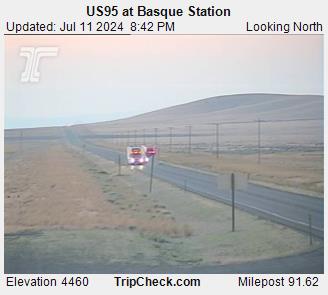 US95 at Basque Station
Updated: Jul 11 2024 8:42 PM Looking North
Elevation 4460 TripCheck.com Milepost 91.62